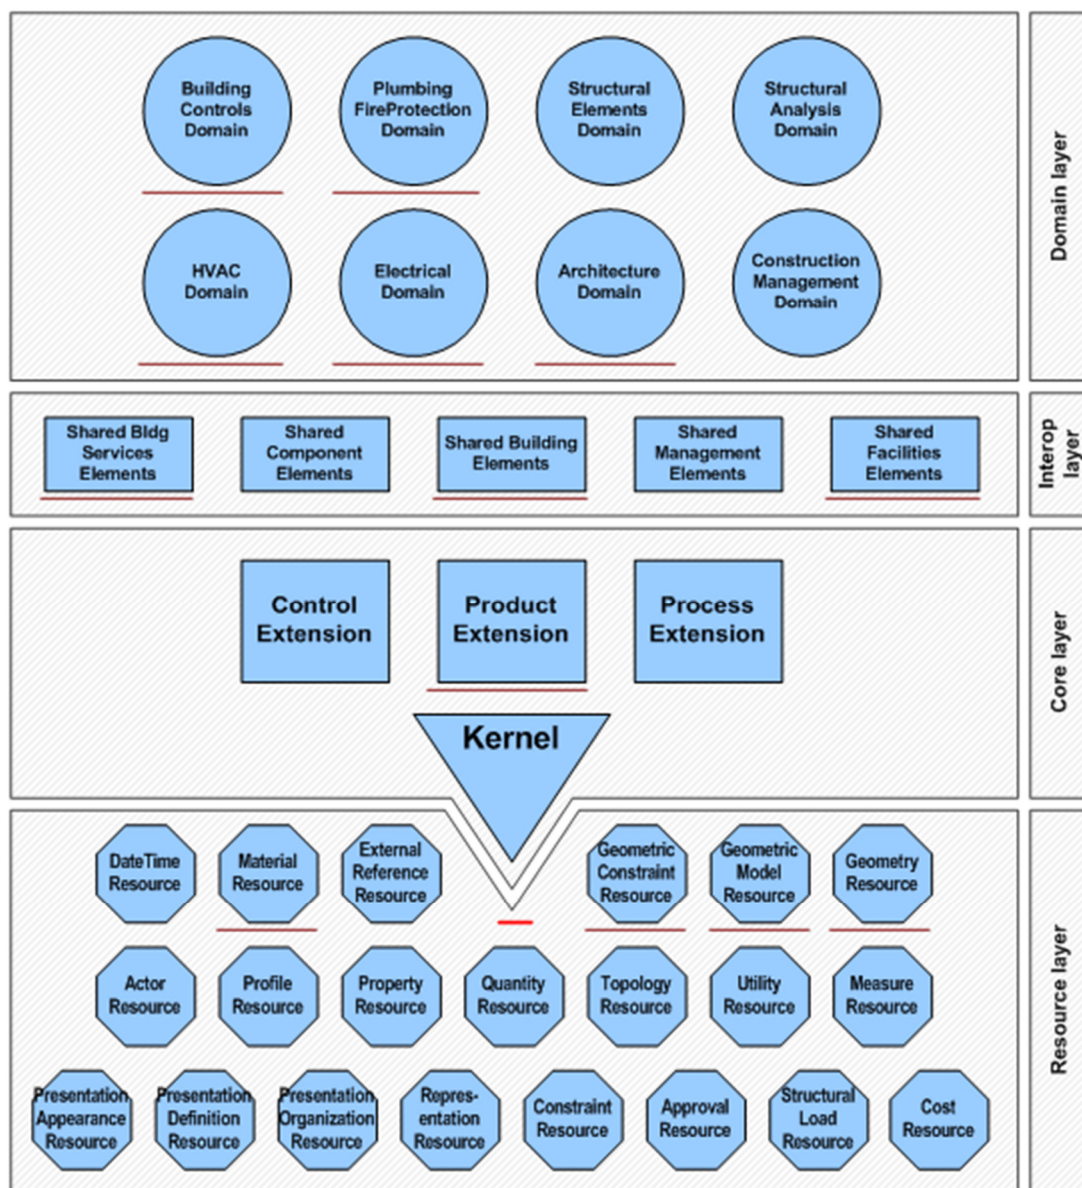 Building
Controls
Domain
Plumbing
FireProtection
Domain
Structural
Elements
Domain
Structural
Analysis
Domain
HVAC
Domain
Electrical
Domain
Architecture
Domain
Construction
Management
Domain
Domain layer
Shared Bldg
Services
Elements
Shared
Component
Elements
Shared Building
Elements
Shared
Management
Elements
Shared
Facilities
Elements
Interop
layer
Control
Extension
Product
Extension
Process
Extension
Kernel
Core layer
DateTime
Resource
Material
Resource
External
Reference
Resource
Geometric
Constraint
Resource
Geometric
Model
Resource
Geometry
Resource
Actor
Resource
Profile
Resource
Property
Resource
Quantity
Resource
Topology
Resource
Utility
Resource
Measure
Resource
Presentation
Appearance
Resource
Presentation
Definition
Resource
Presentation
Organization
Resource
Repres-
entation
Resource
Constraint
Resource
Approval
Resource
Structural
Load
Resource
Cost
Resource
Resource layer